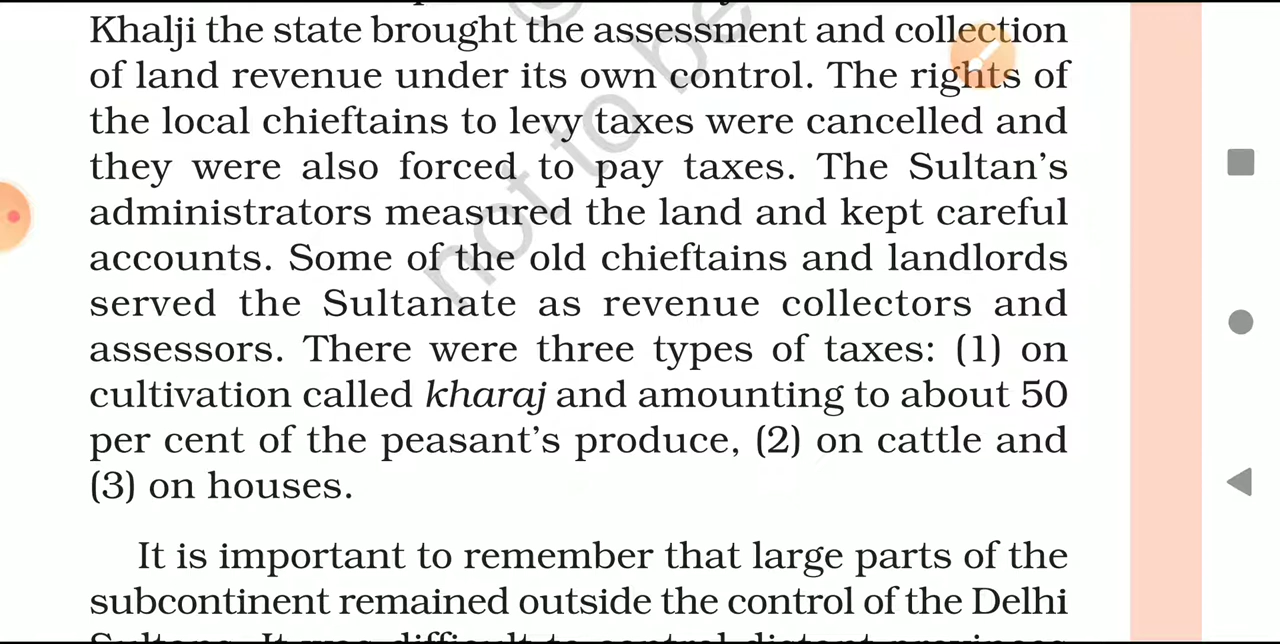 Khalji the state brought the assessment and collection
of land revenue under its own control. The rights of
the local chieftains to levy taxes were cancelled and
they were also forced to pay taxes. The Sultan’s
administrators measured the land and kept careful
accounts. Some of the old chieftains and landlords
served the Sultanate as revenue collectors and
assessors. There were three types of taxes: (1) on
cultivation called kharaj and amounting to about 50
per cent of the peasant’s produce, (2) on cattle and
(3) on houses.
It is important to remember that large parts of the
subcontinent remained outside the control of the Delhi
not to be